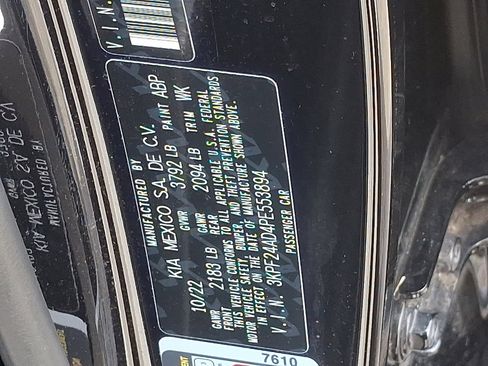 MANUFACTURED BY
KIA MEXICO S.A. DE C.V.
10/22 GVWR 3792 LB PAINT ABP
GAWR 2183 LB GAWR 2094 LB TRIM WK
FRONT REAR
THIS VEHICLE CONFORMS TO ALL APPLICABLE U.S.A. FEDERAL
MOTOR VEHICLE SAFETY, BUMPER, AND THEFT PREVENTION STANDARDS
IN EFFECT ON THE DATE OF MANUFACTURE SHOWN ABOVE.
V.I.N. 3KPF24AD4PE553894
PASSENGER CAR
V.I.N.
7610